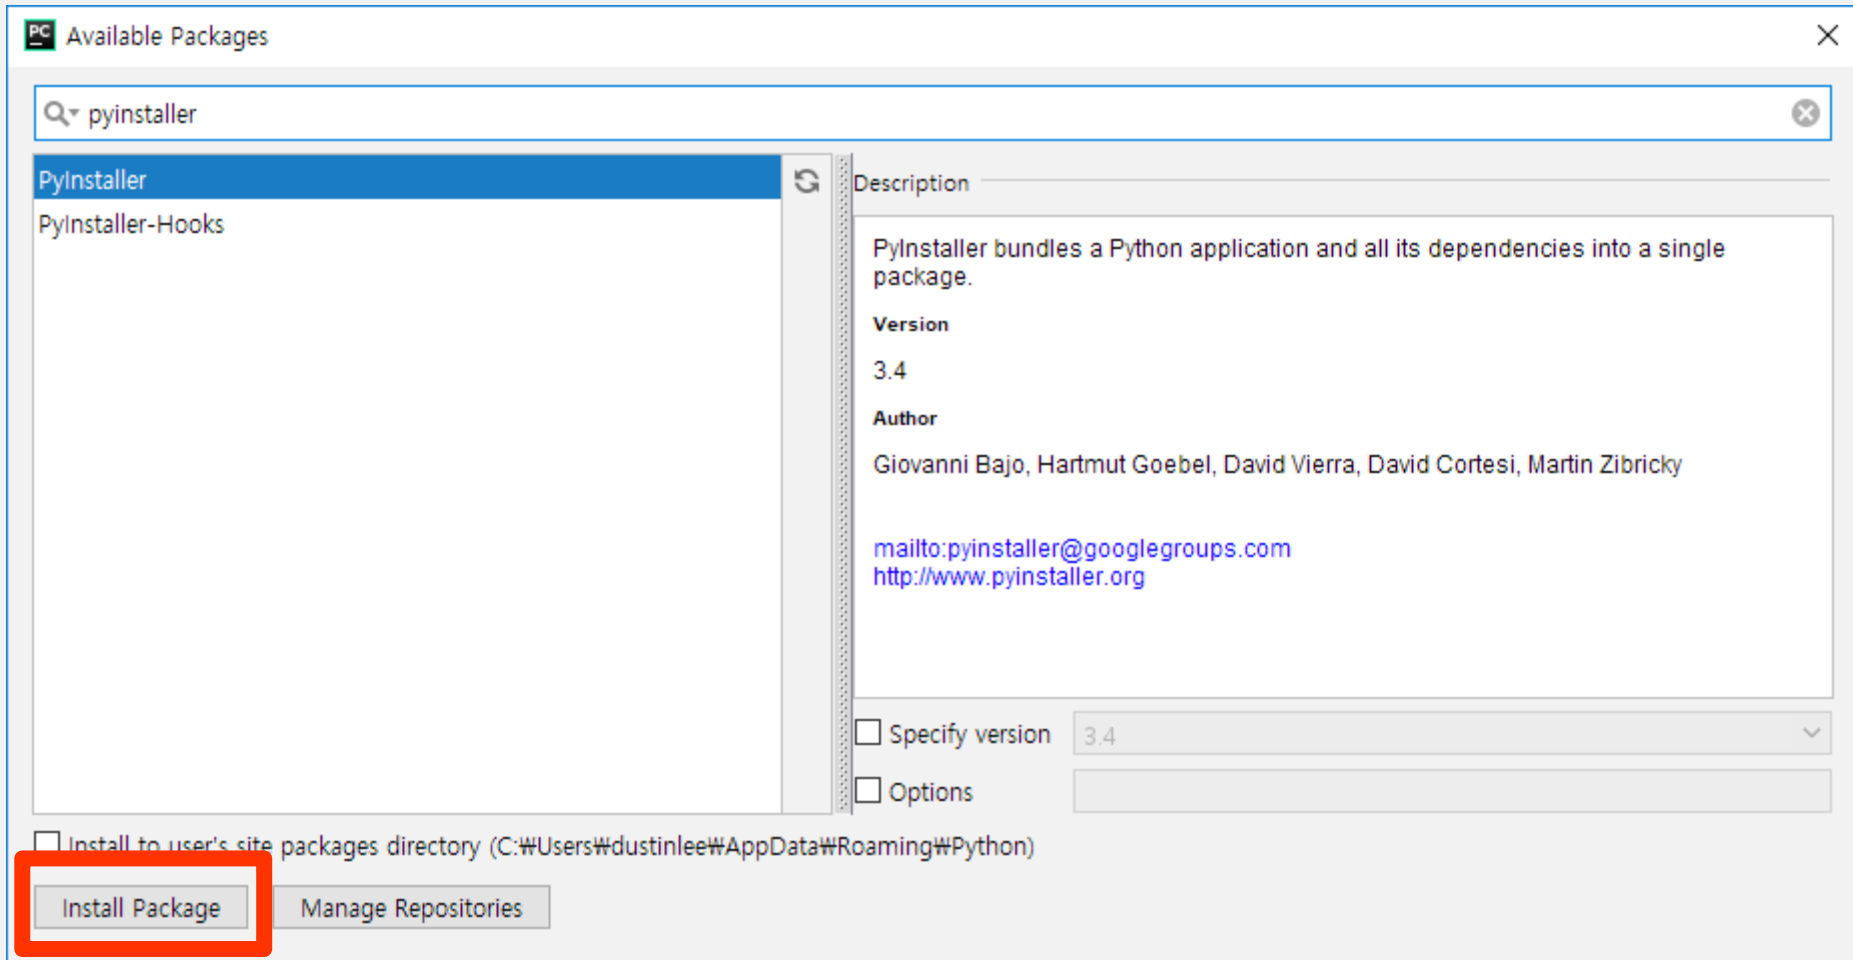 PC Available Packages
pyinstaller
PyInstaller
PyInstaller-Hooks
Description
PyInstaller bundles a Python application and all its dependencies into a single
package.
Version
3.4
Author
Giovanni Bajo, Hartmut Goebel, David Vierra, David Cortesi, Martin Zibricky
mailto:pyinstaller@googlegroups.com
http://www.pyinstaller.org
Specify version 3.4
Options
Install to user's site packages directory (C:₩Users₩dustinlee₩AppData₩Roaming₩Python)
Install Package Manage Repositories